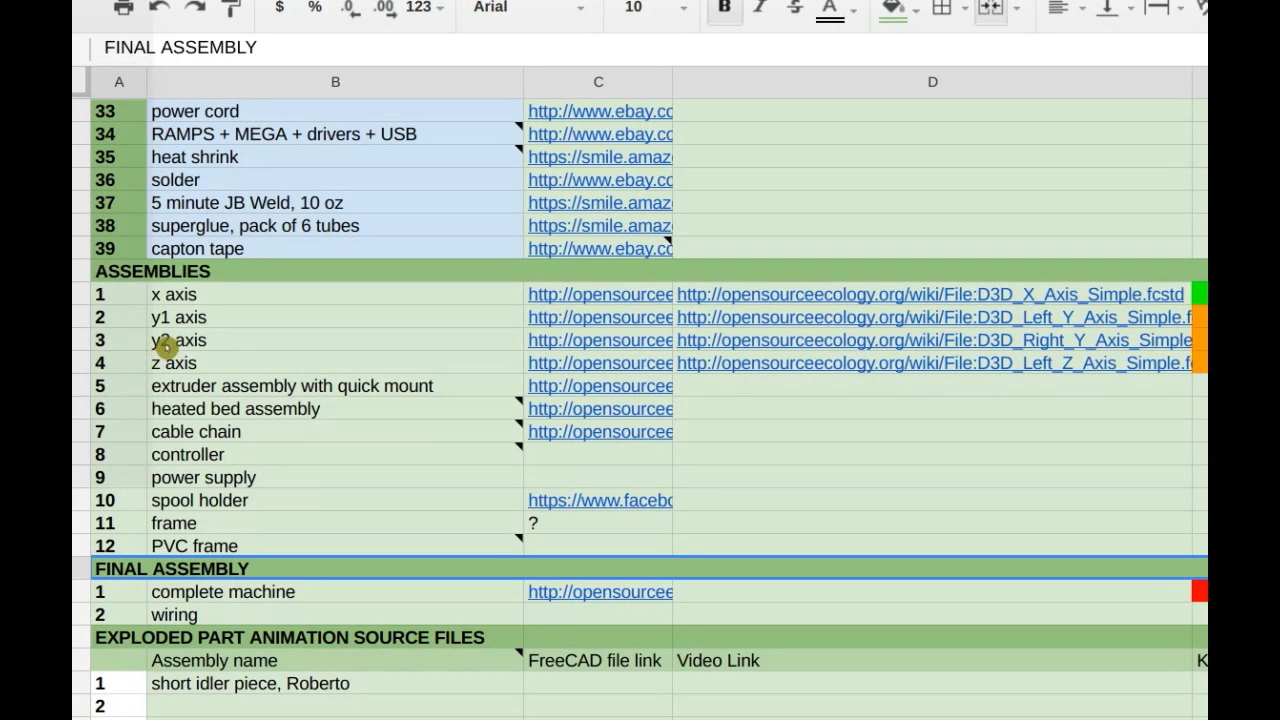 $ % .0 .00 123 Arial 10 B I S A
FINAL ASSEMBLY
A B C D
33 power cord http://www.ebay.co
34 RAMPS + MEGA + drivers + USB http://www.ebay.co
35 heat shrink https://smile.amaz
36 solder http://www.ebay.co
37 5 minute JB Weld, 10 oz https://smile.amaz
38 superglue, pack of 6 tubes https://smile.amaz
39 capton tape http://www.ebay.co
ASSEMBLIES
1 x axis http://opensourcee http://opensourceecology.org/wiki/File:D3D_X_Axis_Simple.fcstd
2 y1 axis http://opensourcee http://opensourceecology.org/wiki/File:D3D_Left_Y_Axis_Simple.f
3 y2 axis http://opensourcee http://opensourceecology.org/wiki/File:D3D_Right_Y_Axis_Simple
4 z axis http://opensourcee http://opensourceecology.org/wiki/File:D3D_Left_Z_Axis_Simple.f
5 extruder assembly with quick mount http://opensourcee
6 heated bed assembly http://opensourcee
7 cable chain http://opensourcee
8 controller
9 power supply
10 spool holder https://www.facebo
11 frame ?
12 PVC frame
FINAL ASSEMBLY
1 complete machine http://opensourcee
2 wiring
EXPLODED PART ANIMATION SOURCE FILES
Assembly name FreeCAD file link Video Link K
1 short idler piece, Roberto
2